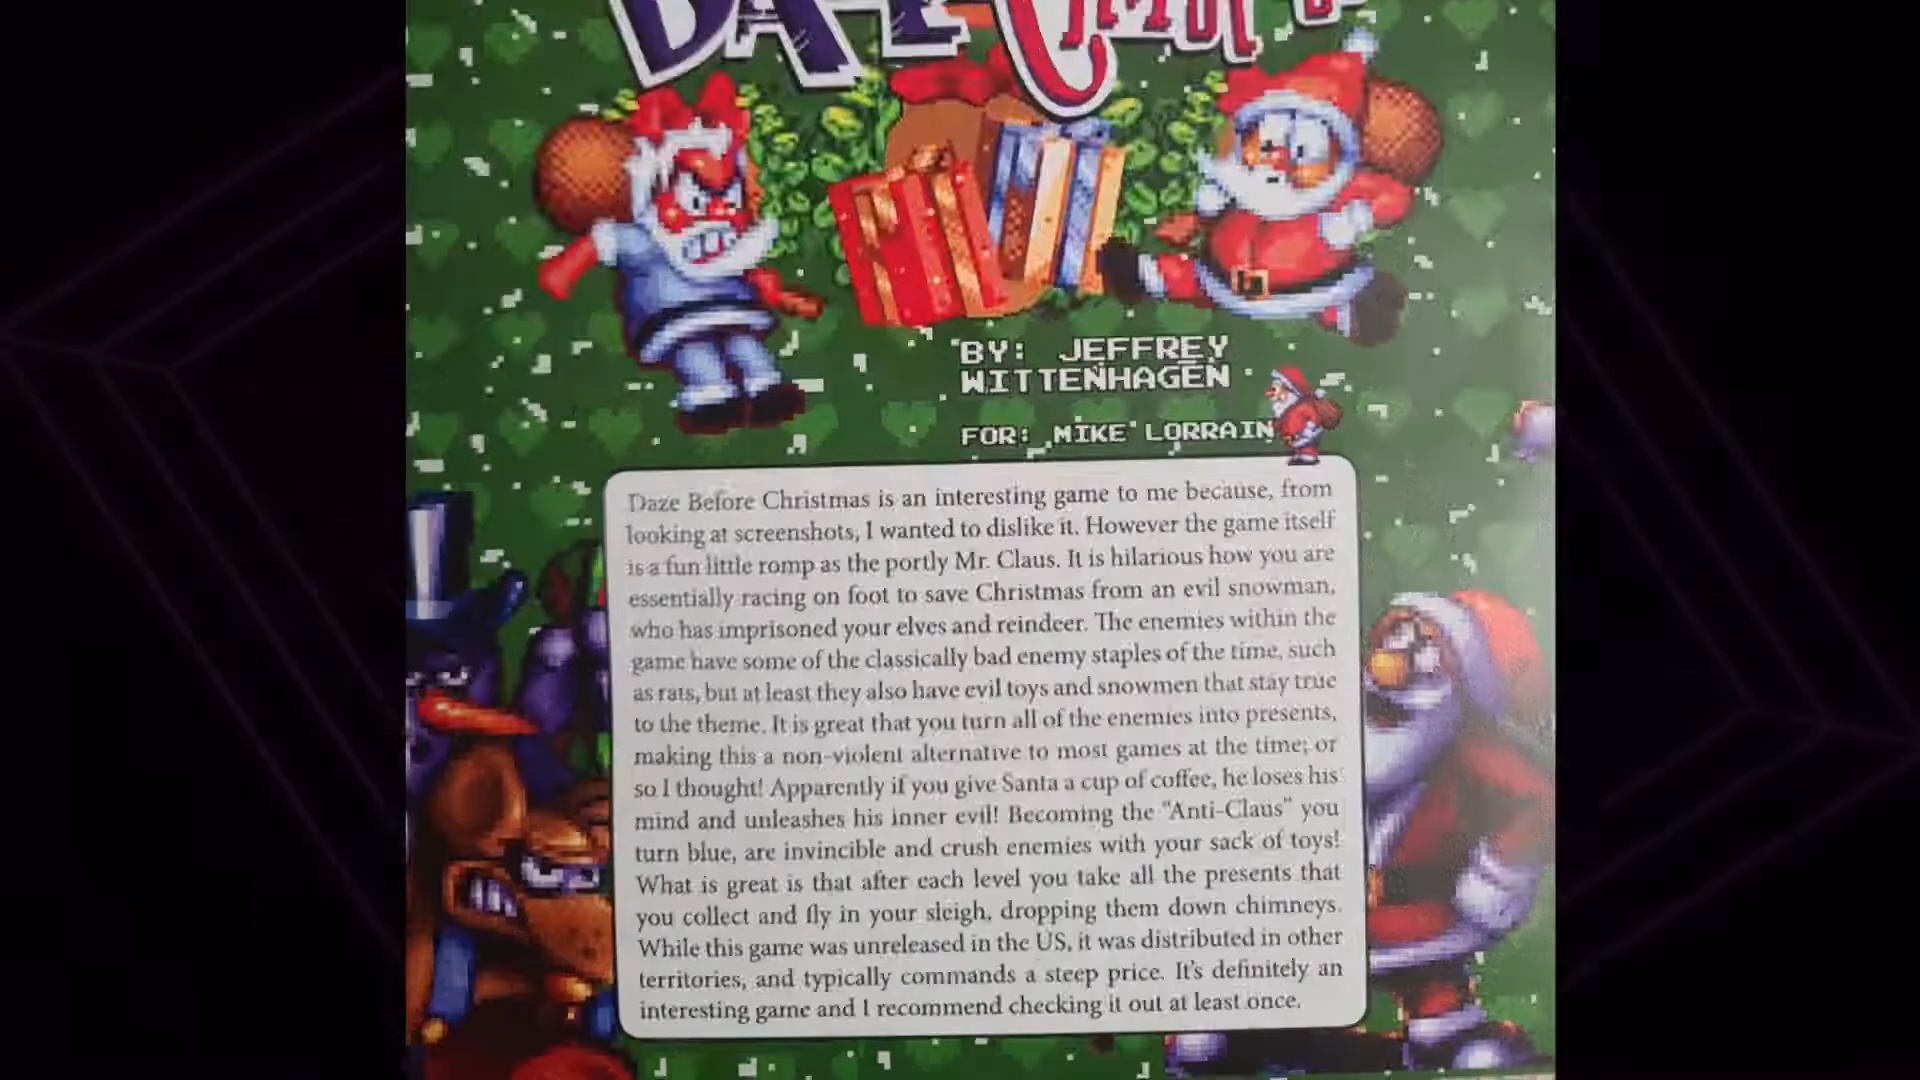 DAZE
BY: JEFFREY
WITTENHAGEN
FOR: MIKE LORRAIN
Daze Before Christmas is an interesting game to me because, from
looking at screenshots, I wanted to dislike it. However the game itself
is a fun little romp as the portly Mr. Claus. It is hilarious how you are
essentially racing on foot to save Christmas from an evil snowman,
who has imprisoned your elves and reindeer. The enemies within the
game have some of the classically bad enemy staples of the time, such
as rats, but at least they also have evil toys and snowmen that stay true
to the theme. It is great that you turn all of the enemies into presents,
making this a non-violent alternative to most games at the time; or
so I thought! Apparently if you give Santa a cup of coffee, he loses his
mind and unleashes his inner evil! Becoming the "Anti-Claus" you
turn blue, are invincible and crush enemies with your sack of toys!
What is great is that after each level you take all the presents that
you collect and fly in your sleigh, dropping them down chimneys.
While this game was unreleased in the US, it was distributed in other
territories, and typically commands a steep price. It's definitely an
interesting game and I recommend checking it out at least once.